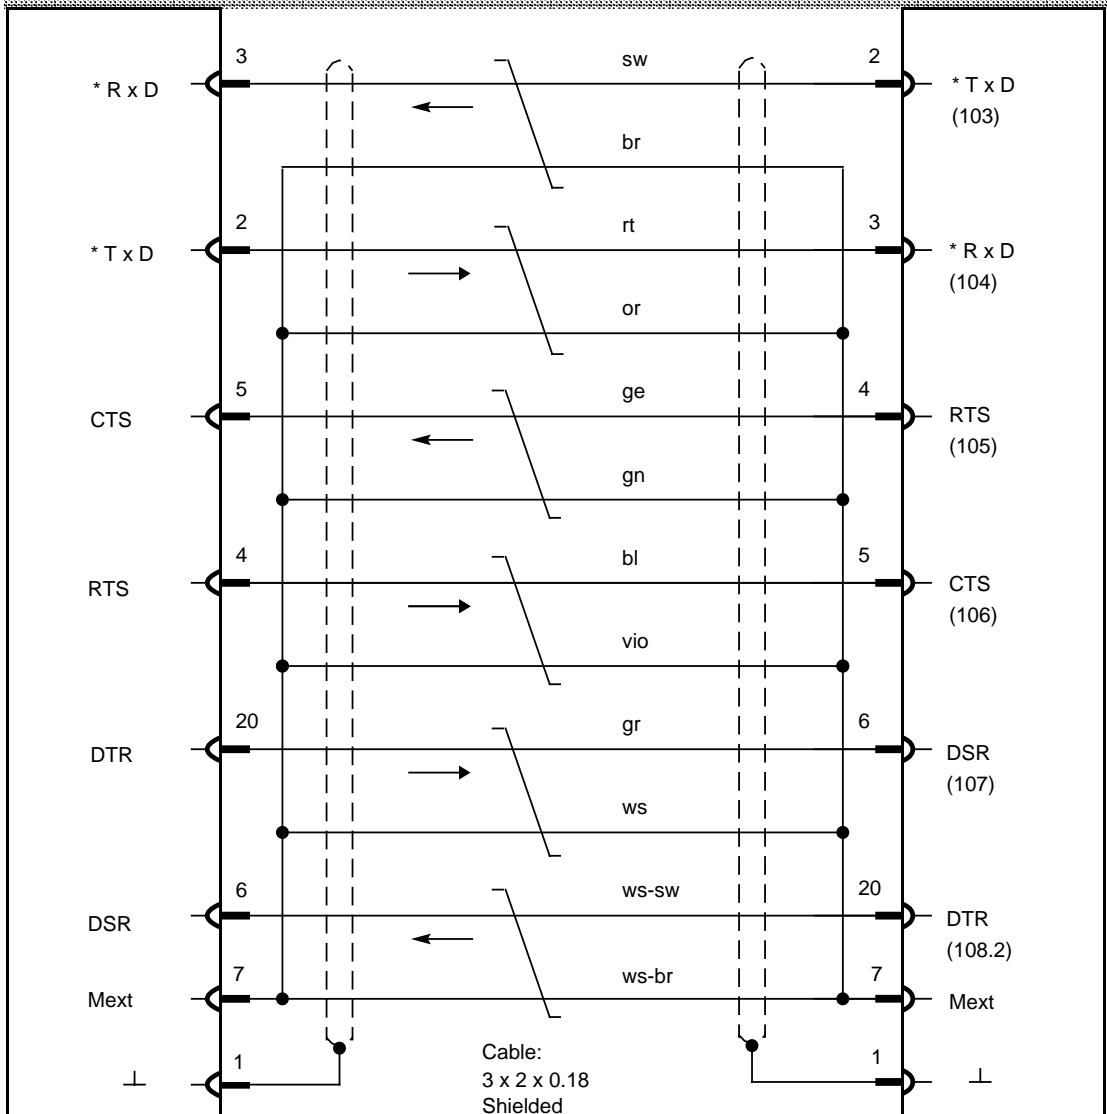 3 sw 2
* R x D * T x D
(103)
br
2 rt 3
* T x D * R x D
(104)
or
5 ge 4
CTS RTS
(105)
gn
4 bl 5
RTS CTS
(106)
vio
20 gr 6
DTR DSR
(107)
ws
6 ws-sw 20
DSR DTR
(108.2)
7 ws-br 7
Mext Mext
1 Cable: 1
3 x 2 x 0.18
Shielded